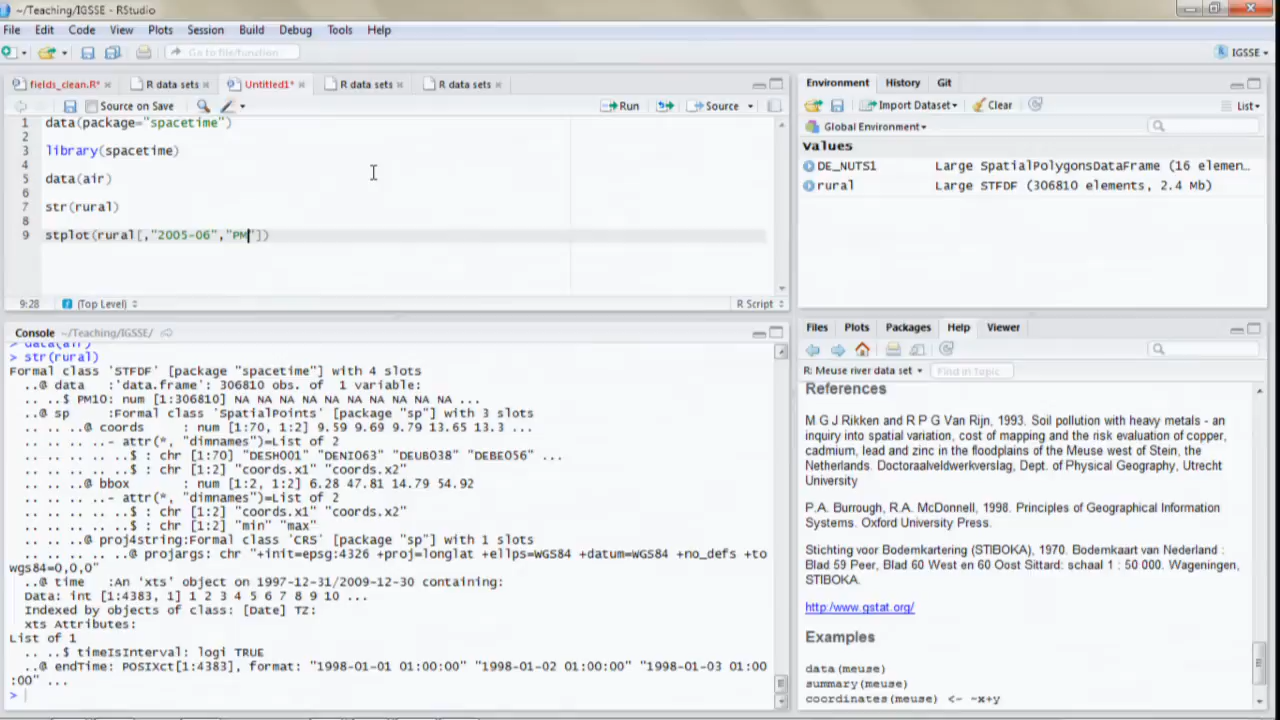 ~/Teaching/IGSSE - RStudio
File Edit Code View Plots Session Build Debug Tools Help
Go to file/function IGSSE
fields_clean.R* R data sets Untitled1* R data sets R data sets
Source on Save Run Source
1 data(package="spacetime")
2
3 library(spacetime)
4
5 data(air)
6
7 str(rural)
8
9 stplot(rural[,"2005-06","PM"])
9:28 (Top Level) R Script
Console ~/Teaching/IGSSE/
> data(air)
> str(rural)
Formal class 'STFDF' [package "spacetime"] with 4 slots
..@ data :'data.frame': 306810 obs. of 1 variable:
.. ..$ PM10: num [1:306810] NA NA NA NA NA NA NA NA NA NA ...
..@ sp :Formal class 'SpatialPoints' [package "sp"] with 3 slots
.. .. ..@ coords : num [1:70, 1:2] 9.59 9.69 9.79 13.65 13.3 ...
.. .. .. ..- attr(*, "dimnames")=List of 2
.. .. .. .. ..$ : chr [1:70] "DESH001" "DENI063" "DEUB038" "DEBE056" ...
.. .. .. .. ..$ : chr [1:2] "coords.x1" "coords.x2"
.. .. ..@ bbox : num [1:2, 1:2] 6.28 47.81 14.79 54.92
.. .. .. ..- attr(*, "dimnames")=List of 2
.. .. .. .. ..$ : chr [1:2] "coords.x1" "coords.x2"
.. .. .. .. ..$ : chr [1:2] "min" "max"
.. .. ..@ proj4string:Formal class 'CRS' [package "sp"] with 1 slots
.. .. .. .. ..@ projargs: chr "+init=epsg:4326 +proj=longlat +ellps=WGS84 +datum=WGS84 +no_defs +to
wgs84=0,0,0"
..@ time :An 'xts' object on 1997-12-31/2009-12-30 containing:
Data: int [1:4383, 1] 1 2 3 4 5 6 7 8 9 10 ...
Indexed by objects of class: [Date] TZ:
xts Attributes:
List of 1
.. ..$ timeIsInterval: logi TRUE
..@ endTime: POSIXct[1:4383], format: "1998-01-01 01:00:00" "1998-01-02 01:00:00" "1998-01-03 01:00
:00" ...
>
Environment History Git
Import Dataset Clear List
Global Environment
Values
DE_NUTS1 Large SpatialPolygonsDataFrame (16 elemen...
rural Large STFDF (306810 elements, 2.4 Mb)
Files Plots Packages Help Viewer
R: Meuse river data set Find in Topic
References
M G J Rikken and R P G Van Rijn, 1993. Soil pollution with heavy metals - an
inquiry into spatial variation, cost of mapping and the risk evaluation of copper,
cadmium, lead and zinc in the floodplains of the Meuse west of Stein, the
Netherlands. Doctoraalveldwerkverslag, Dept. of Physical Geography, Utrecht
University
P.A. Burrough, R.A. McDonnell, 1998. Principles of Geographical Information
Systems. Oxford University Press.
Stichting voor Bodemkartering (STIBOKA), 1970. Bodemkaart van Nederland :
Blad 59 Peer, Blad 60 West en 60 Oost Sittard: schaal 1 : 50 000. Wageningen,
STIBOKA.
http:/www.gstat.org/
Examples
data(meuse)
summary(meuse)
coordinates(meuse) <- ~x+y